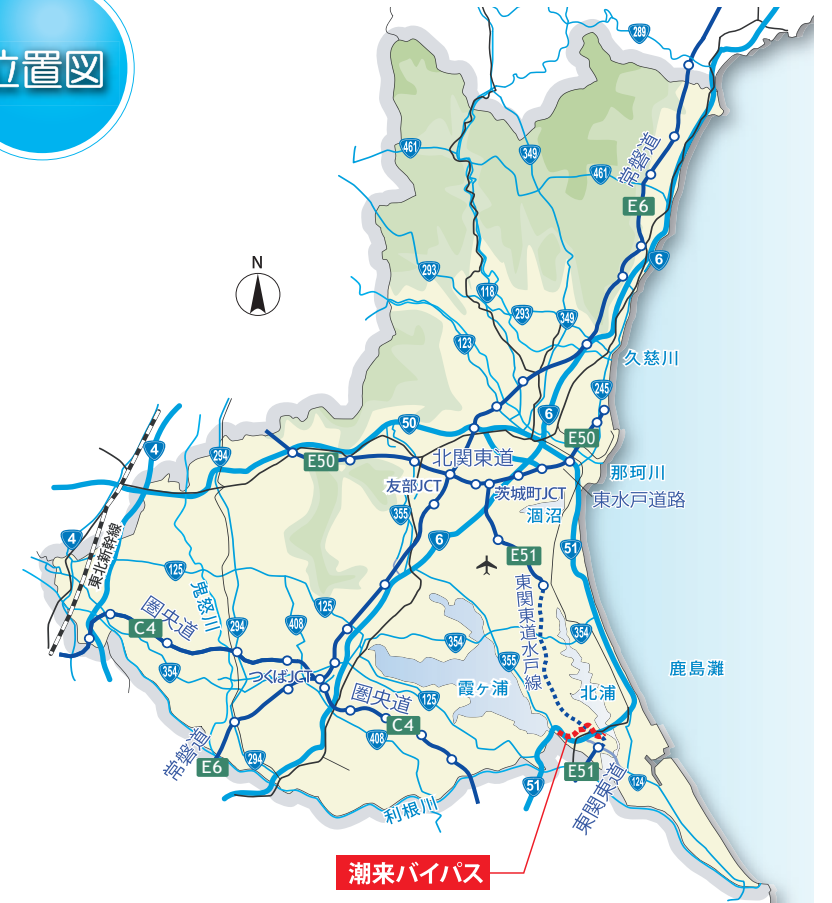 位置図
N
289
461
349
461
常磐道
E6
6
293
118
293
349
123
久慈川
245
6
50
E50
4
294
E50
北関東道
那珂川
友部JCT
茨城町JCT
東水戸道路
涸沼
355
6
51
4
東北新幹線
E51
125
鬼怒川
東関東道水戸線
圏央道
125
C4
294
408
354
354
355
354
つくばJCT
鹿島灘
霞ヶ浦
北浦
圏央道
125
C4
408
常磐道
E6
294
E51
51
東関東道
124
利根川
潮来バイパス